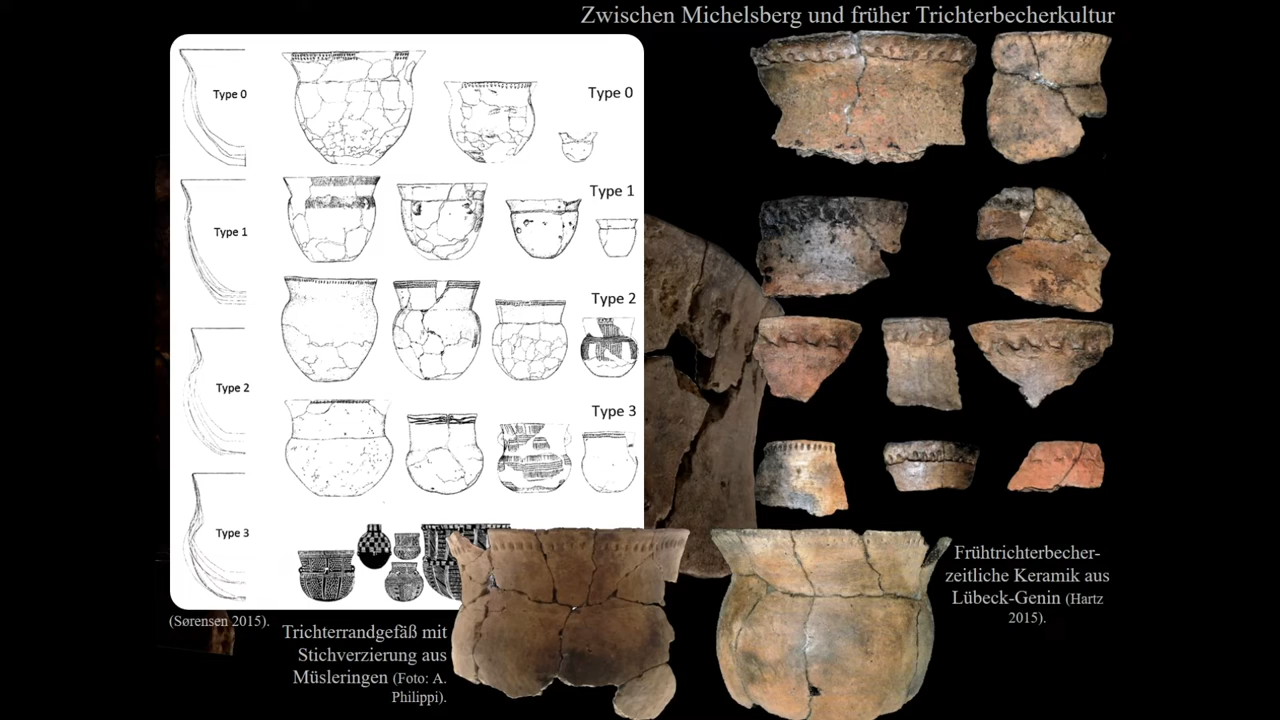 Zwischen Michelsberg und früher Trichterbecherkultur
Type 0
Type 0
Type 1
Type 1
Type 2
Type 2
Type 3
Type 3
(Sørensen 2015).
Trichterrandgefäß mit
Stichverzierung aus
Müsleringen (Foto: A.
Philippi).
Frühtrichterbecher-
zeitliche Keramik aus
Lübeck-Genin (Hartz
2015).